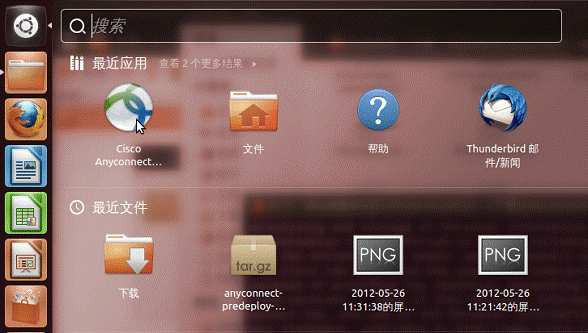 搜索
最近应用 查看 2 个更多结果
Cisco
Anyconnect...
文件
帮助
Thunderbird 邮
件/新闻
最近文件
下载
tar.gz
anyconnect-
predeploy-...
PNG
2012-05-26
11:31:38的屏...
PNG
2012-05-26
11:21:42的屏...